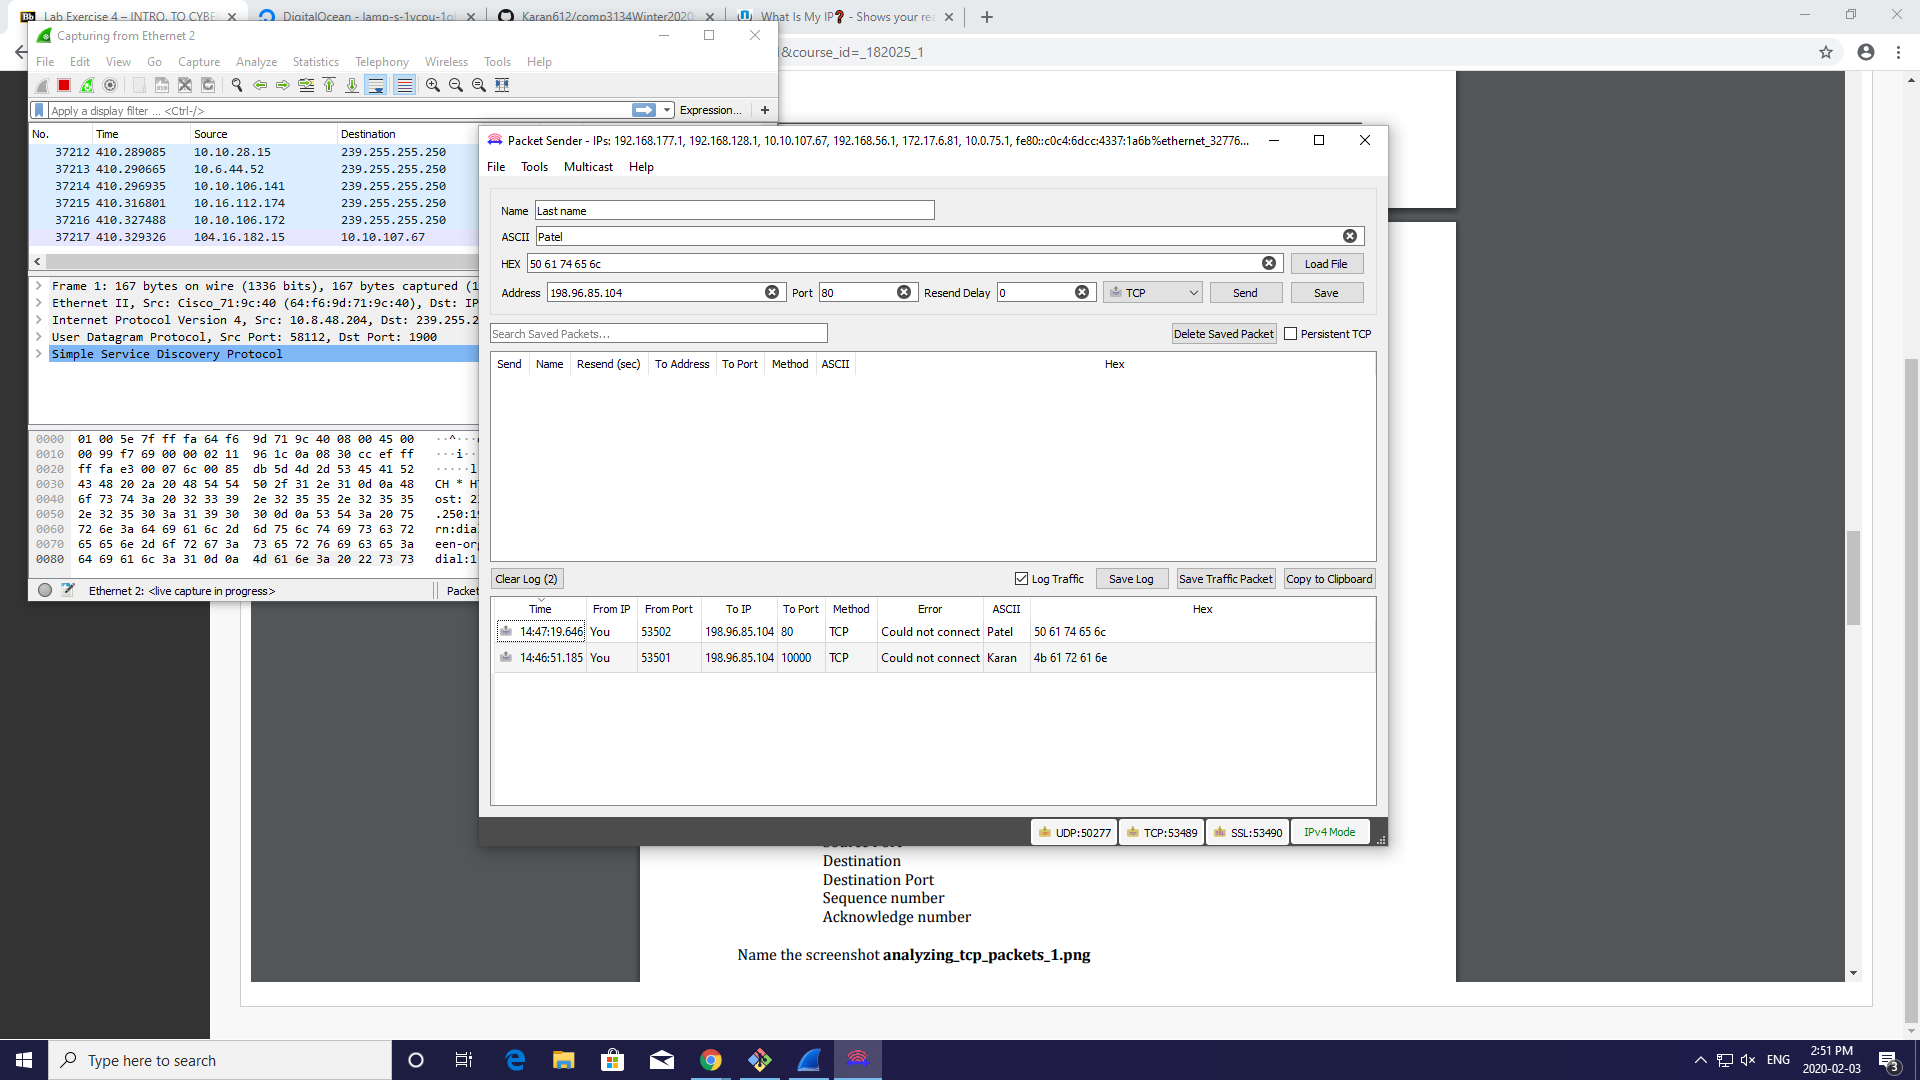 Lab Exercise 4 – INTRO. TO CYBE
DigitalOcean - lamp-s-1vcpu-1g
Karan612/comp3134Winter2020
What Is My IP❓ - Shows your re
Capturing from Ethernet 2
&course_id=_182025_1
File Edit View Go Capture Analyze Statistics Telephony Wireless Tools Help
Apply a display filter ... <Ctrl-/>
Expression...
+
No. Time Source Destination
37212 410.289085 10.10.28.15 239.255.255.250
37213 410.290665 10.6.44.52 239.255.255.250
37214 410.296935 10.10.106.141 239.255.255.250
37215 410.316801 10.16.112.174 239.255.255.250
37216 410.327488 10.10.106.172 239.255.255.250
37217 410.329326 104.16.182.15 10.10.107.67
Frame 1: 167 bytes on wire (1336 bits), 167 bytes captured (1
Ethernet II, Src: Cisco_71:9c:40 (64:f6:9d:71:9c:40), Dst: IP
Internet Protocol Version 4, Src: 10.8.48.204, Dst: 239.255.2
User Datagram Protocol, Src Port: 58112, Dst Port: 1900
Simple Service Discovery Protocol
0000 01 00 5e 7f ff fa 64 f6 9d 71 9c 40 08 00 45 00 ··^···
0010 00 99 f7 69 00 00 02 11 96 1c 0a 08 30 cc ef ff ···i··
0020 ff fa e3 00 07 6c 00 85 db 5d 4d 2d 53 45 41 52 ·····l
0030 43 48 20 2a 20 48 54 54 50 2f 31 2e 31 0d 0a 48 CH * H
0040 6f 73 74 3a 20 32 33 39 2e 32 35 35 2e 32 35 35 ost: 2
0050 2e 32 35 30 3a 31 39 30 30 0d 0a 53 54 3a 20 75 .250:1
0060 72 6e 3a 64 69 61 6c 2d 6d 75 6c 74 69 73 63 72 rn:dia
0070 65 65 6e 2d 6f 72 67 3a 73 65 72 76 69 63 65 3a een-or
0080 64 69 61 6c 3a 31 0d 0a 4d 61 6e 3a 20 22 73 73 dial:1
Ethernet 2: <live capture in progress>
Packet
Packet Sender - IPs: 192.168.177.1, 192.168.128.1, 10.10.107.67, 192.168.56.1, 172.17.6.81, 10.0.75.1, fe80::c0c4:6dcc:4337:1a6b%ethernet_32776...
File Tools Multicast Help
Name Last name
ASCII Patel
HEX 50 61 74 65 6c Load File
Address 198.96.85.104 Port 80 Resend Delay 0 TCP Send Save
Search Saved Packets... Delete Saved Packet Persistent TCP
Send Name Resend (sec) To Address To Port Method ASCII Hex
Clear Log (2) Log Traffic Save Log Save Traffic Packet Copy to Clipboard
Time From IP From Port To IP To Port Method Error ASCII Hex
14:47:19.646 You 53502 198.96.85.104 80 TCP Could not connect Patel 50 61 74 65 6c
14:46:51.185 You 53501 198.96.85.104 10000 TCP Could not connect Karan 4b 61 72 61 6e
UDP:50277 TCP:53489 SSL:53490 IPv4 Mode
Destination
Destination Port
Sequence number
Acknowledge number
Name the screenshot analyzing_tcp_packets_1.png
Type here to search
ENG
2:51 PM
2020-02-03
3